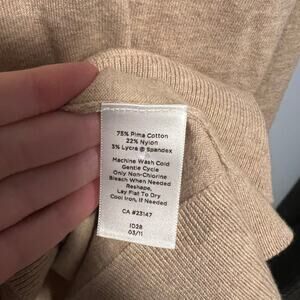 75% Pima Cotton
22% Nylon
3% Lycra ® Spandex
Machine Wash Cold
Gentle Cycle
Only Non-Chlorine
Bleach When Needed
Reshape,
Lay Flat To Dry
Cool Iron, If Needed
CA #23147
1D28
03/11